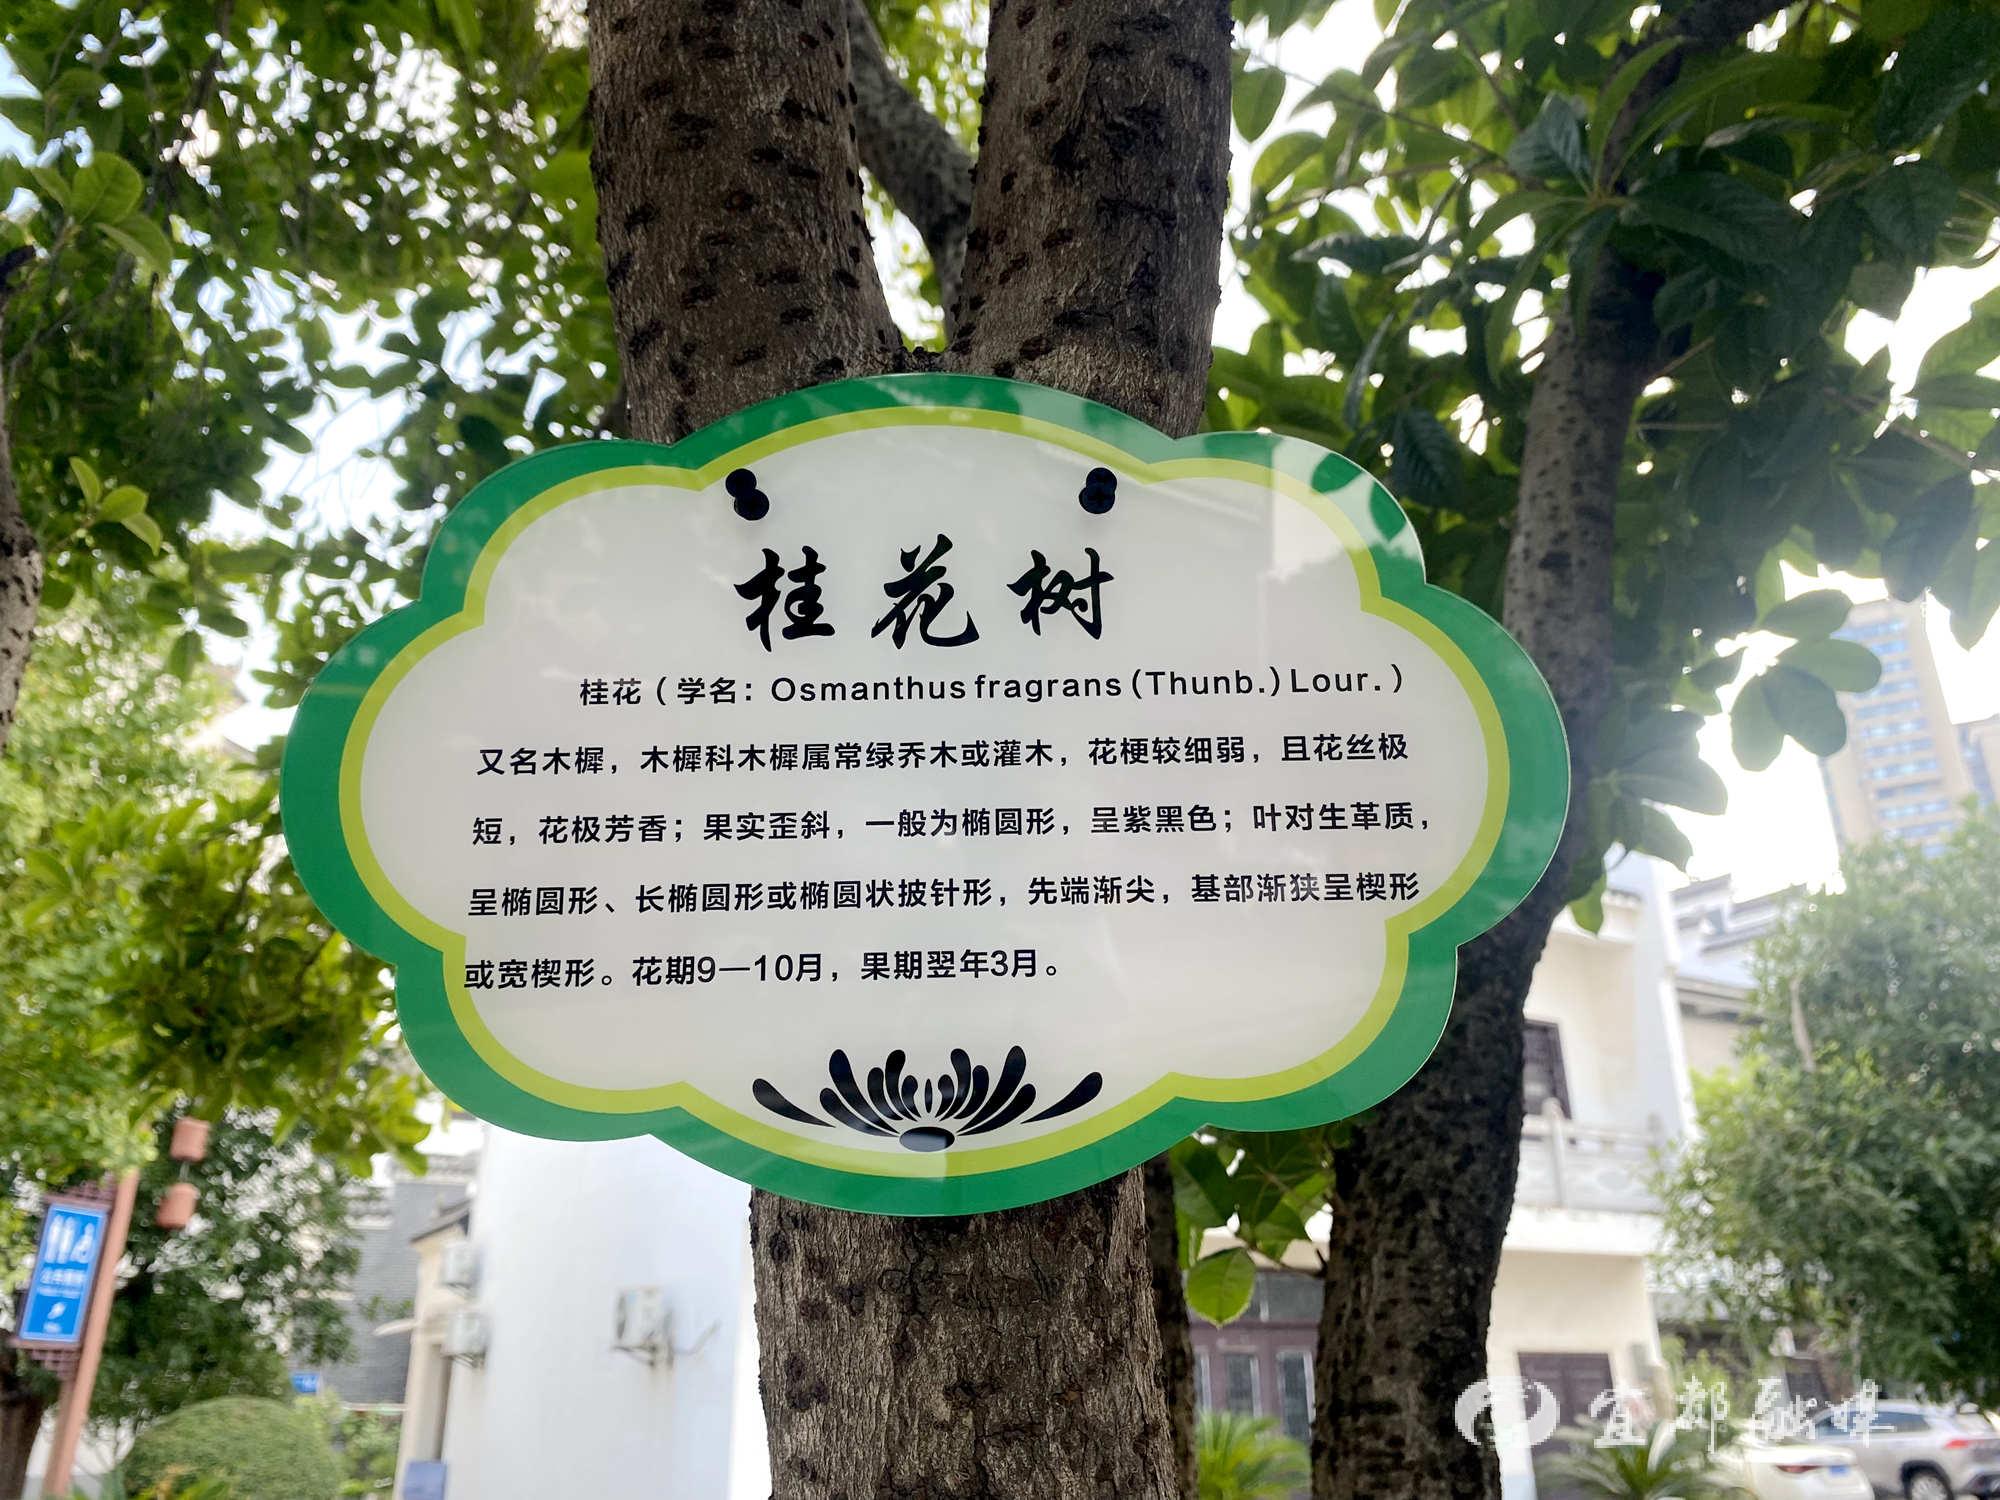 桂花树
桂花（学名：Osmanthus fragrans (Thunb.) Lour.）
又名木樨，木樨科木樨属常绿乔木或灌木，花梗较细弱，且花丝极
短，花极芳香；果实歪斜，一般为椭圆形，呈紫黑色；叶对生革质，
呈椭圆形、长椭圆形或椭圆状披针形，先端渐尖，基部渐狭呈楔形
或宽楔形。花期9—10月，果期翌年3月。
宜都融媒